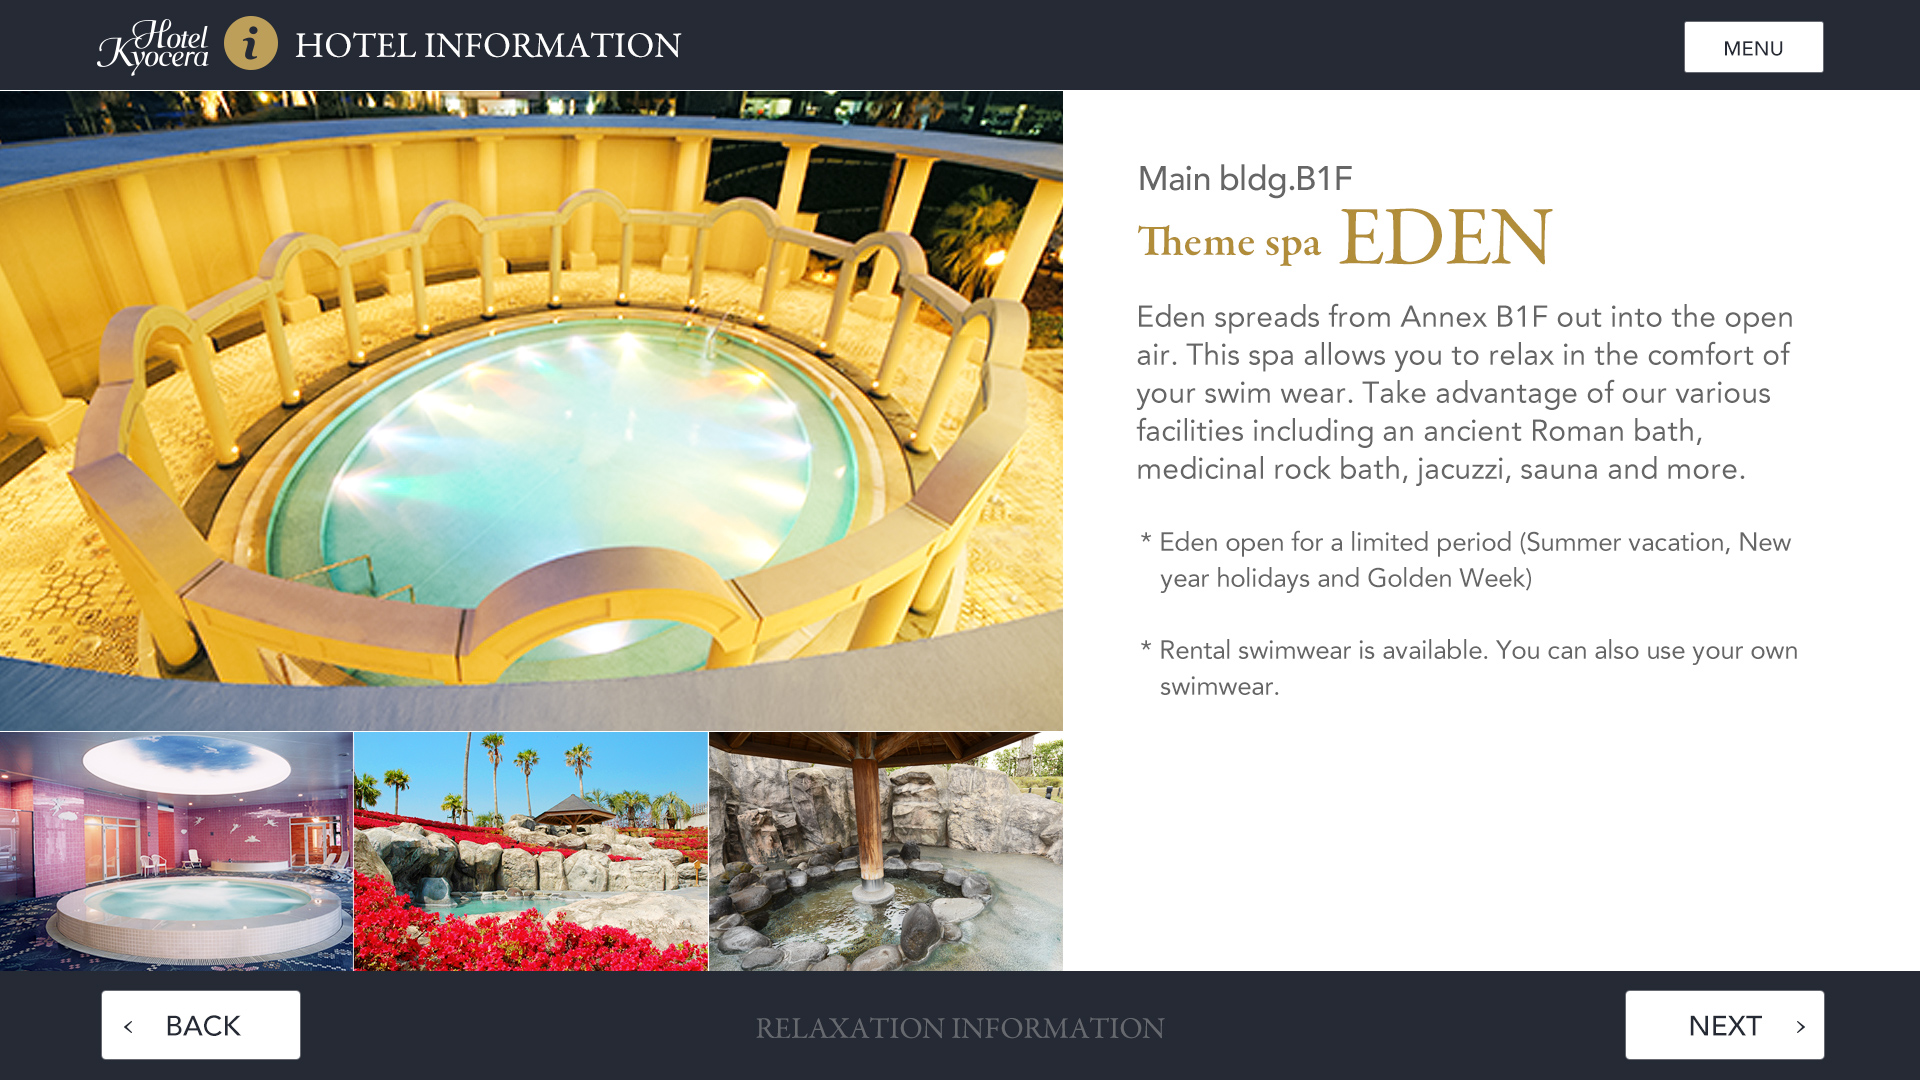 Hotel
Kyocera
i
HOTEL INFORMATION
MENU
Main bldg.B1F
Theme spa EDEN
Eden spreads from Annex B1F out into the open
air. This spa allows you to relax in the comfort of
your swim wear. Take advantage of our various
facilities including an ancient Roman bath,
medicinal rock bath, jacuzzi, sauna and more.
* Eden open for a limited period (Summer vacation, New
year holidays and Golden Week)
* Rental swimwear is available. You can also use your own
swimwear.
< BACK
RELAXATION INFORMATION
NEXT >